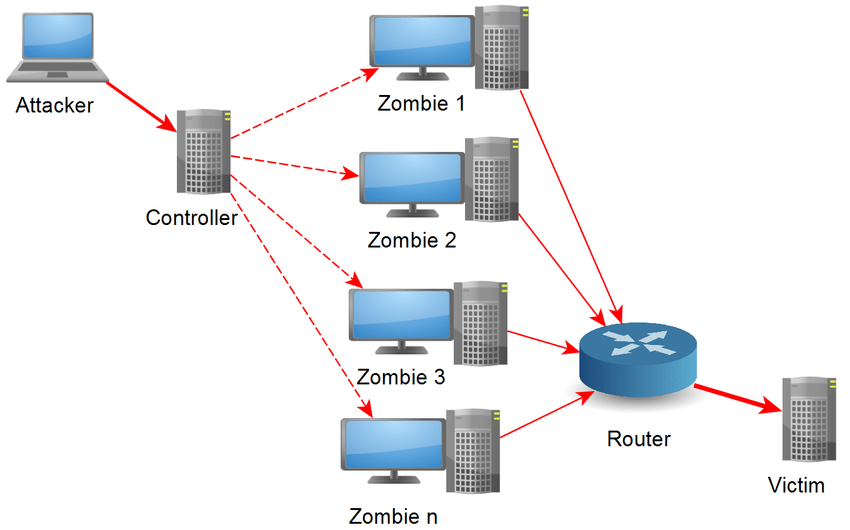 Attacker
Controller
Zombie 1
Zombie 2
Zombie 3
Zombie n
Router
Victim